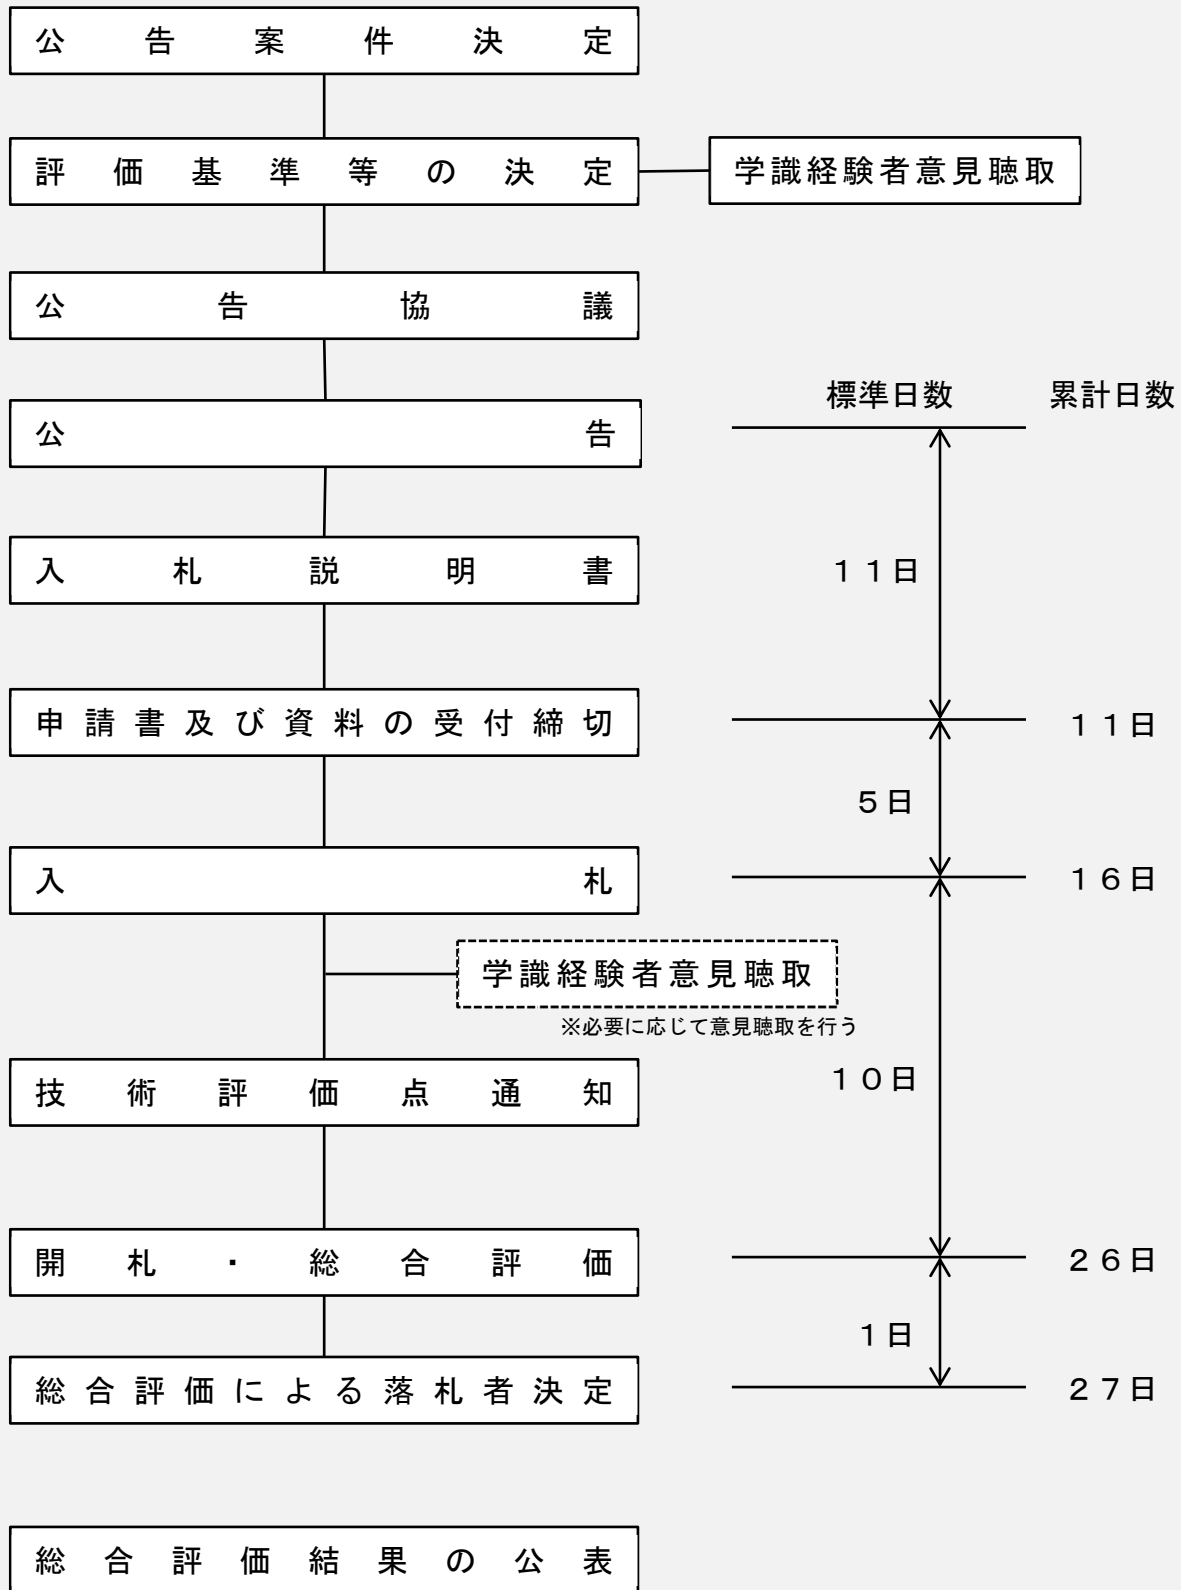 公告案件決定
評価基準等の決定
学識経験者意見聴取
公告協議
標準日数
累計日数
公告
入札説明書
１１日
申請書及び資料の受付締切
１１日
５日
入札
１６日
学識経験者意見聴取
※必要に応じて意見聴取を行う
技術評価点通知
１０日
開札・総合評価
２６日
１日
総合評価による落札者決定
２７日
総合評価結果の公表